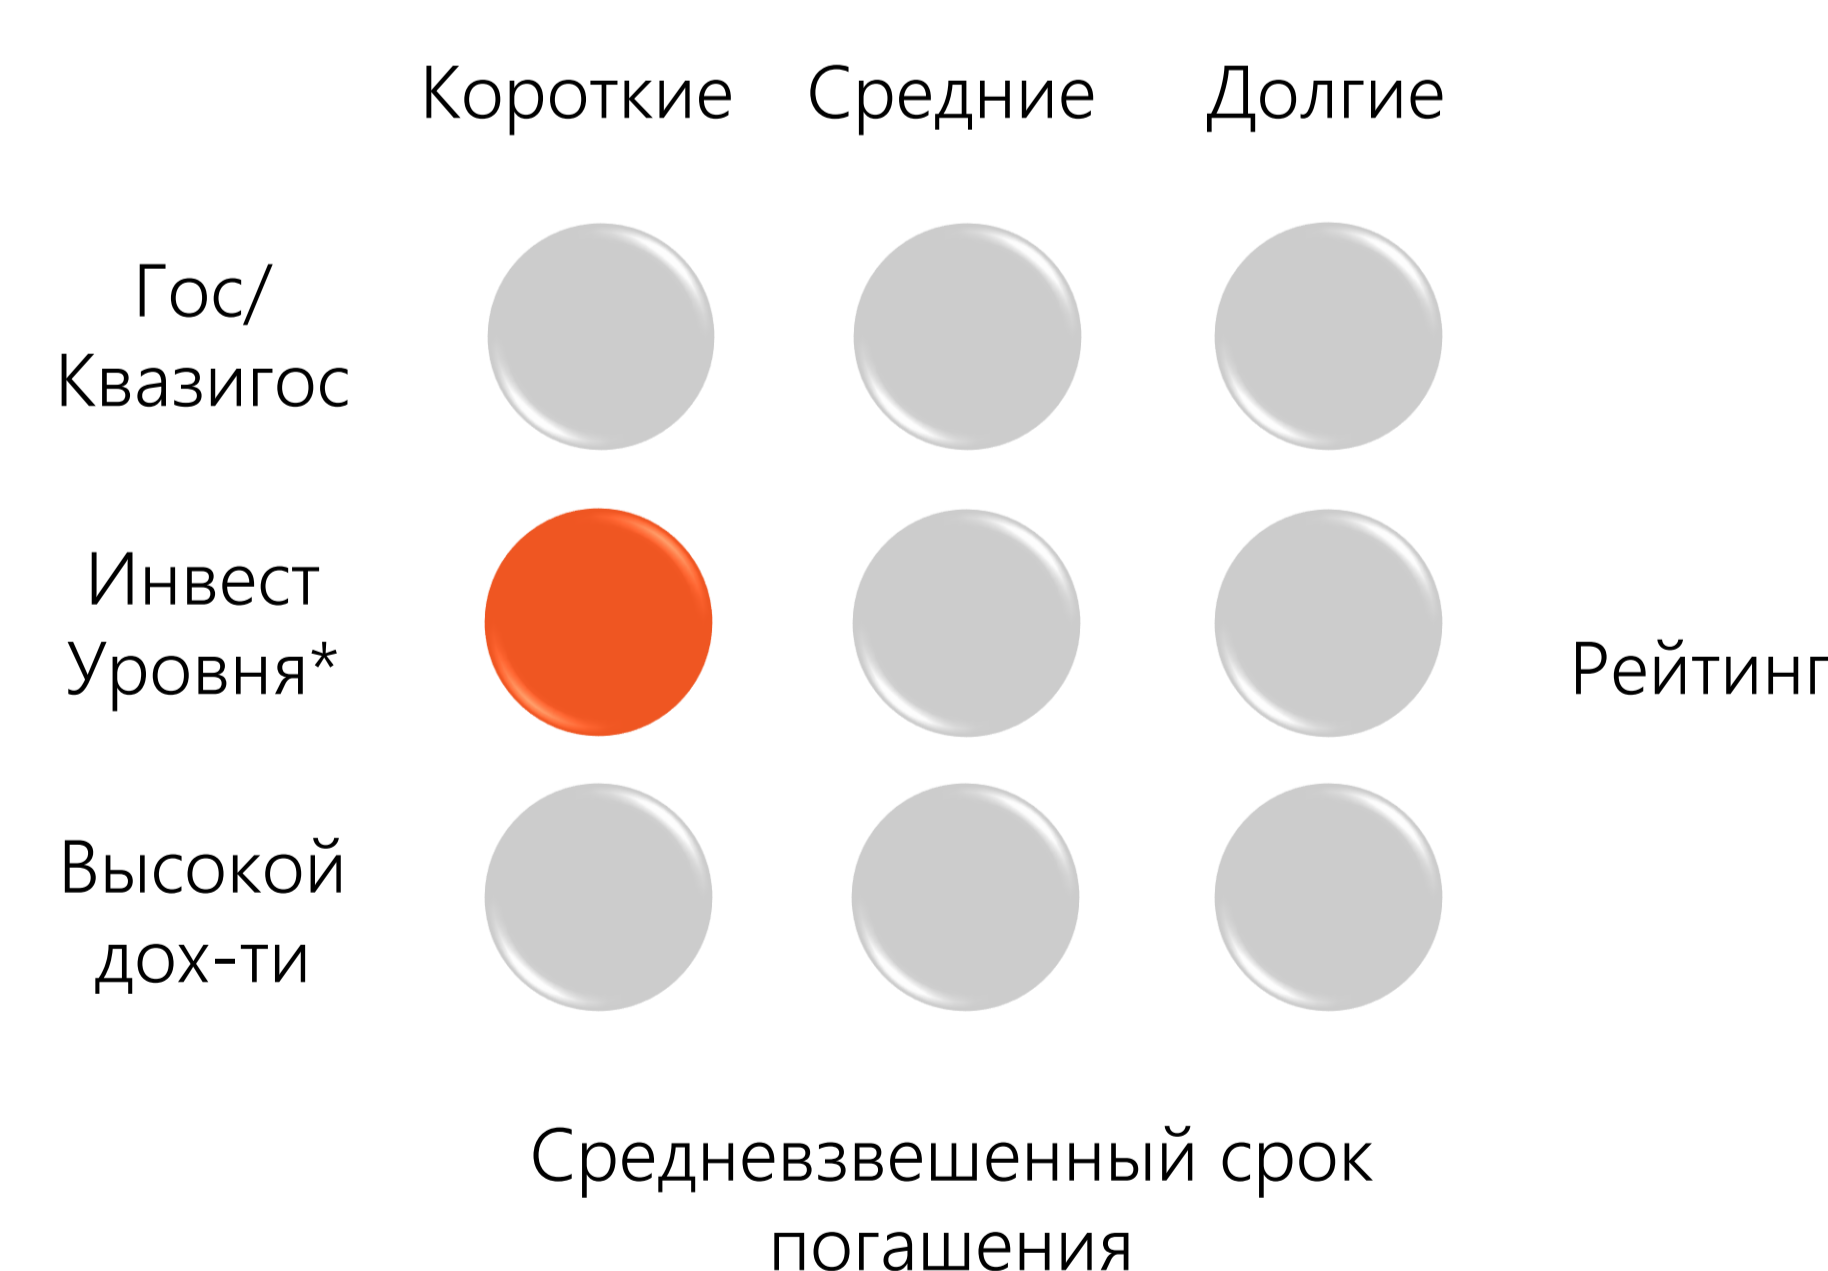 Короткие Средние Долгие
Гос/
Квазигос
Инвест
Уровня*
Рейтинг
Высокой
дох-ти
Средневзвешенный срок
погашения